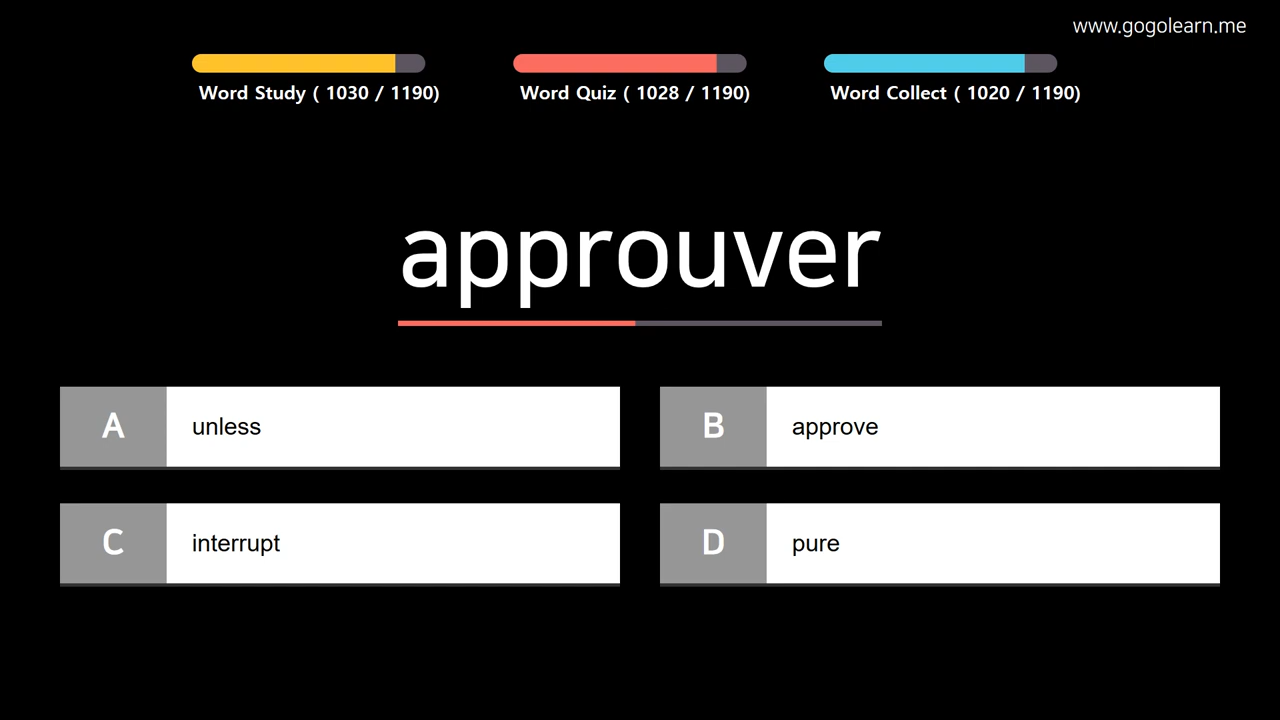 www.gogolearn.me
Word Study ( 1030 / 1190)
Word Quiz ( 1028 / 1190)
Word Collect ( 1020 / 1190)
approuver
A unless
B approve
C interrupt
D pure